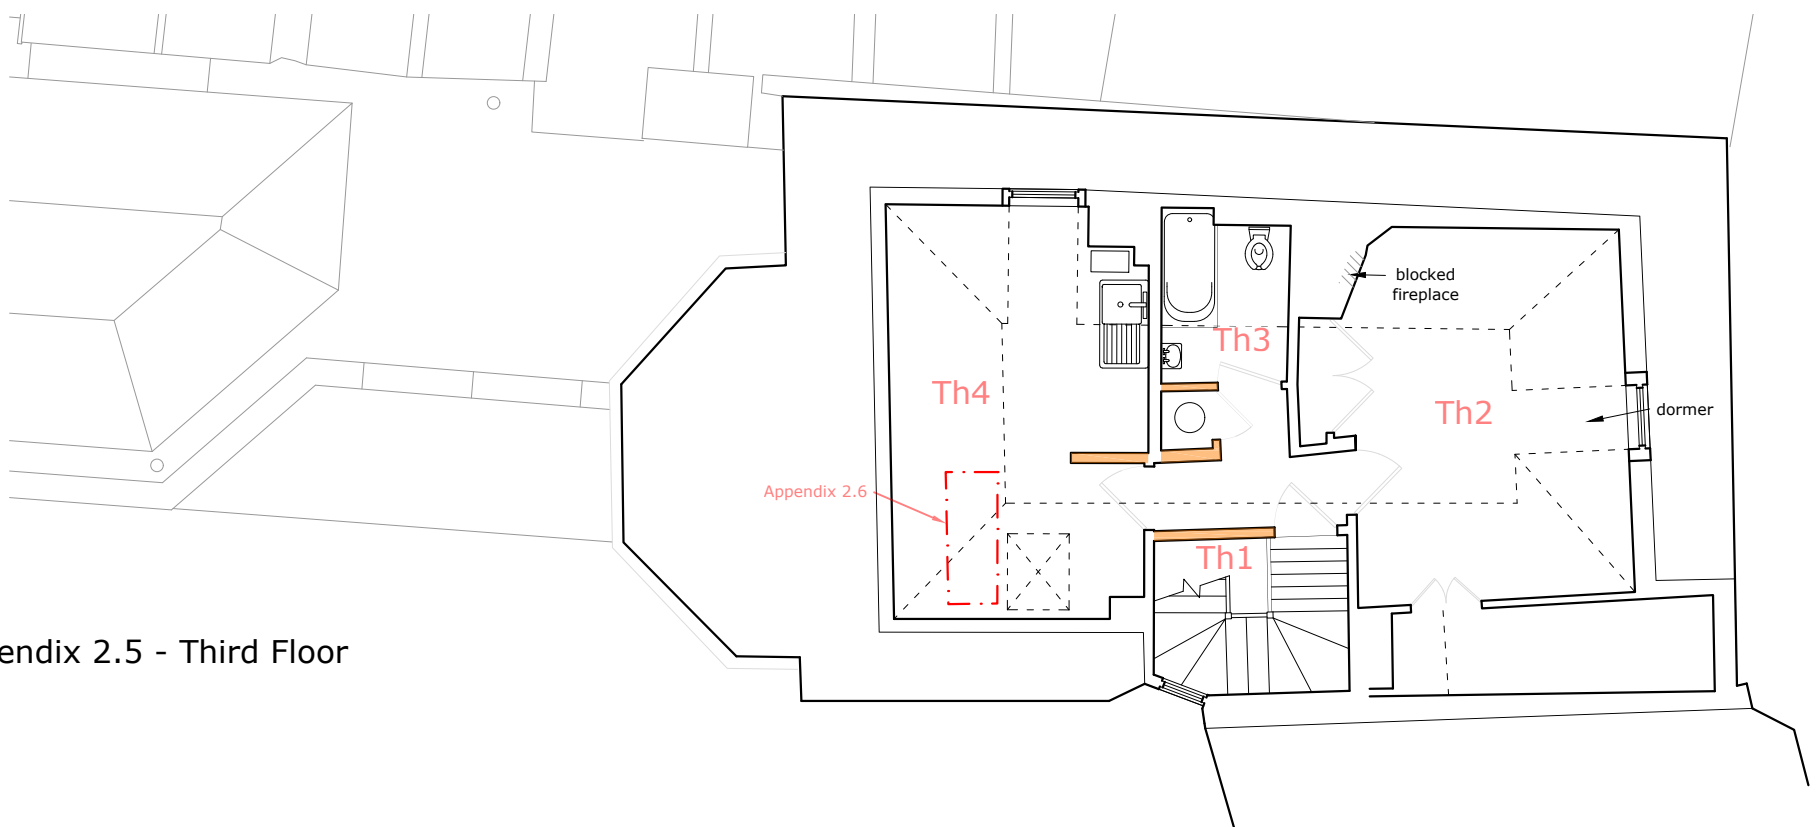 blocked
fireplace
Th3
Th4
Th2
dormer
Appendix 2.6
Th1
x
endix 2.5 - Third Floor